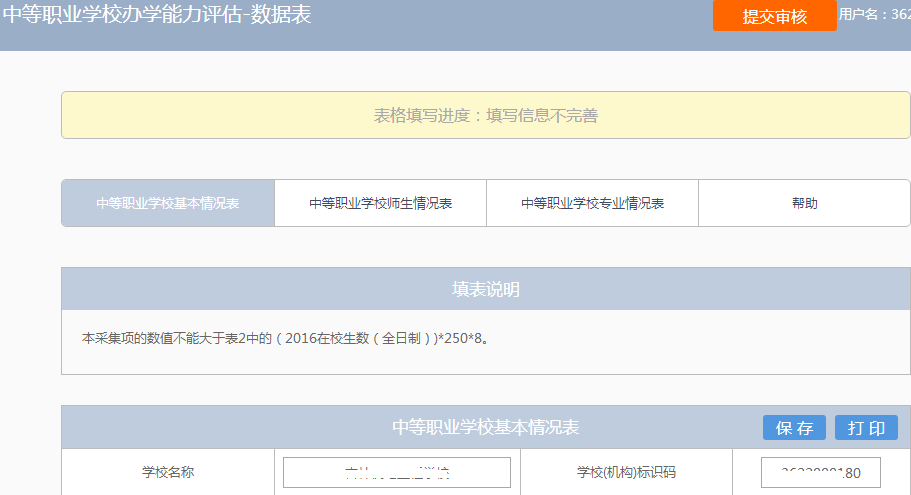 中等职业学校办学能力评估-数据表
提交审核 用户名：362
表格填写进度：填写信息不完善
中等职业学校基本情况表 中等职业学校师生情况表 中等职业学校专业情况表 帮助
填表说明
本采集项的数值不能大于表2中的（2016在校生数（全日制）)*250*8。
中等职业学校基本情况表 保 存 打 印
学校名称 学校(机构)标识码 180